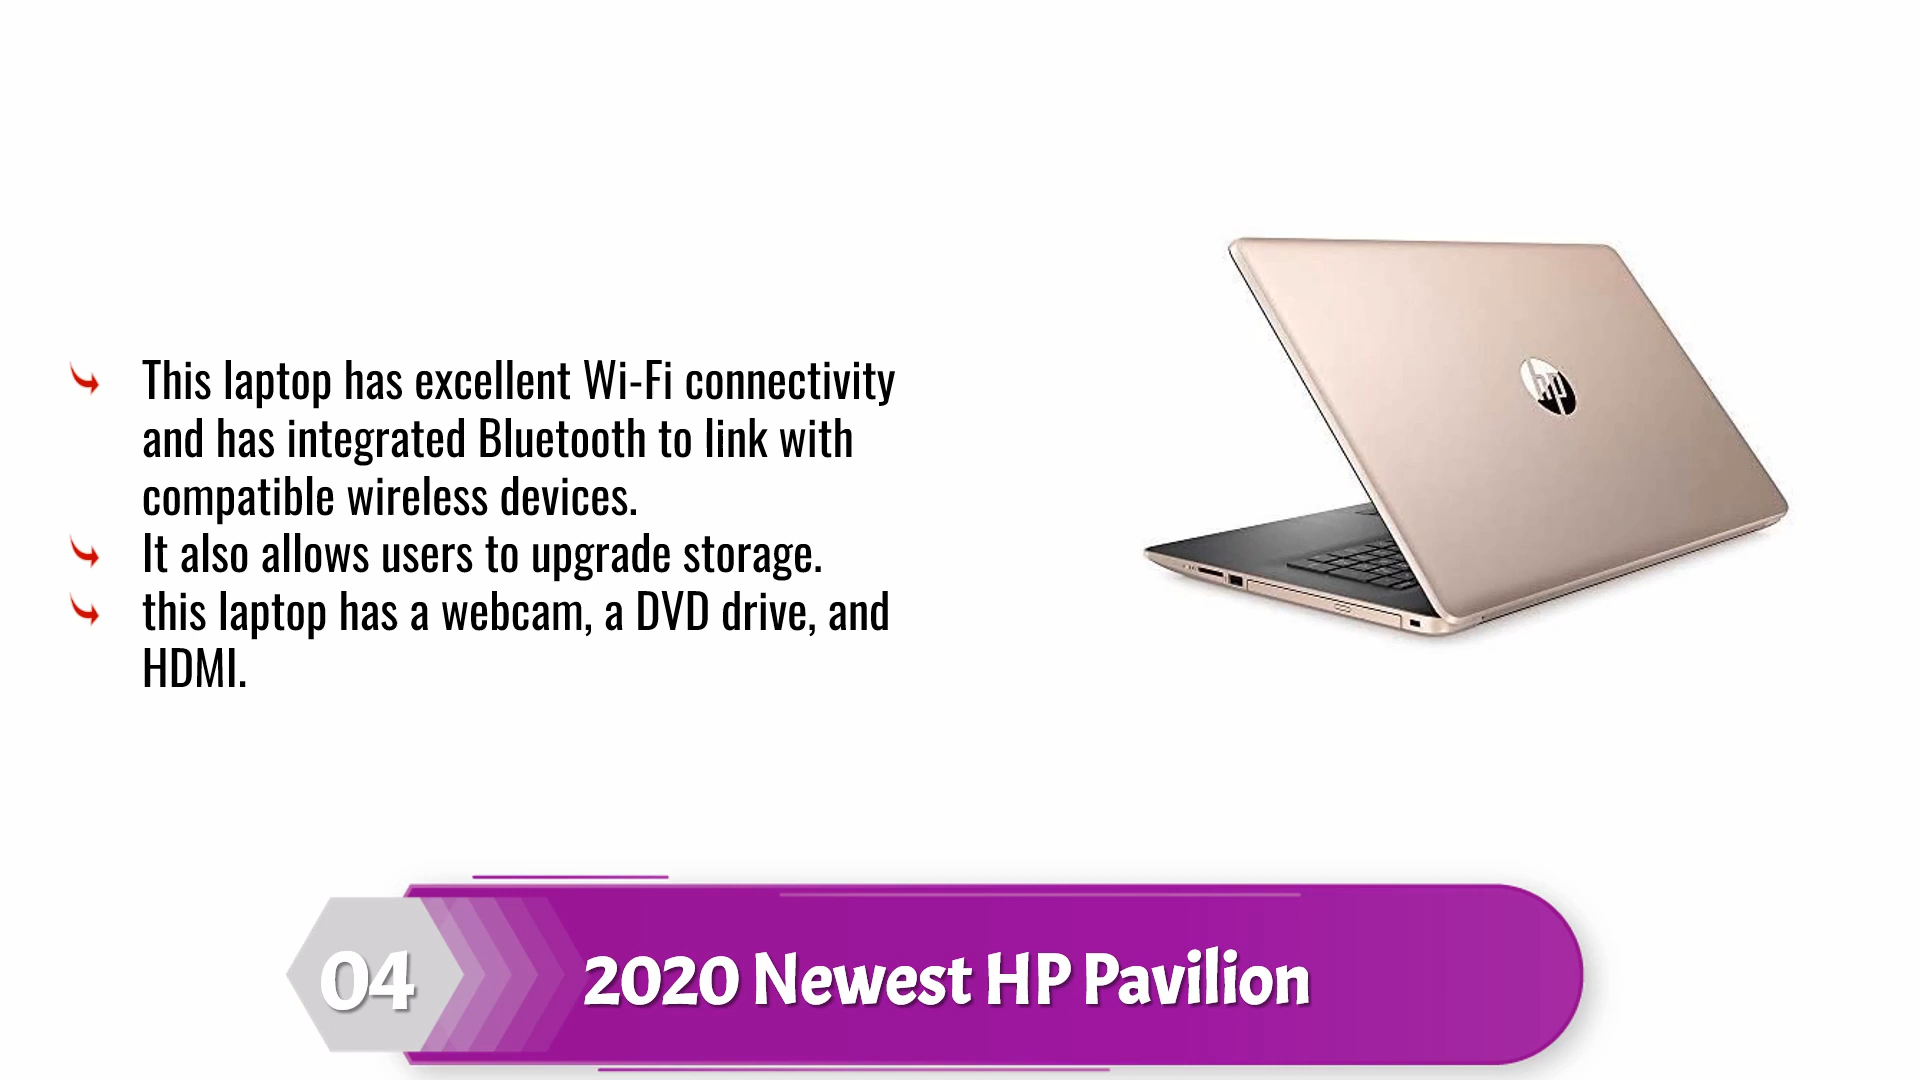 This laptop has excellent Wi-Fi connectivity
and has integrated Bluetooth to link with
compatible wireless devices.
It also allows users to upgrade storage.
this laptop has a webcam, a DVD drive, and
HDMI.
hp
04 2020 Newest HP Pavilion